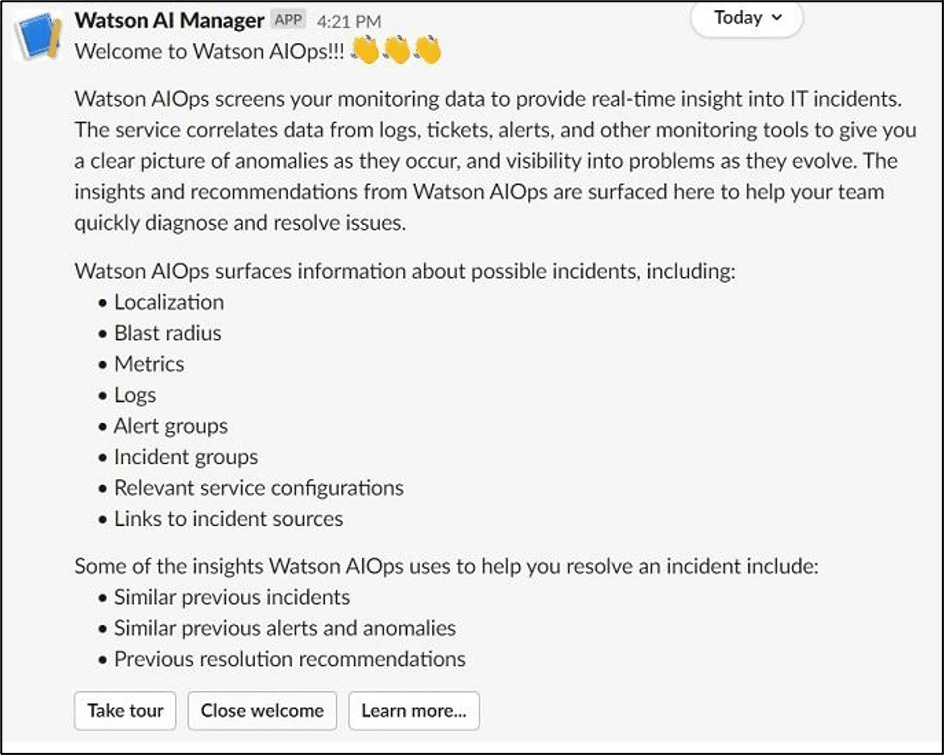 Watson AI Manager APP 4:21 PM
Today
Welcome to Watson AIOps!!! 👋👋👋
Watson AIOps screens your monitoring data to provide real-time insight into IT incidents.
The service correlates data from logs, tickets, alerts, and other monitoring tools to give you
a clear picture of anomalies as they occur, and visibility into problems as they evolve. The
insights and recommendations from Watson AIOps are surfaced here to help your team
quickly diagnose and resolve issues.
Watson AIOps surfaces information about possible incidents, including:
• Localization
• Blast radius
• Metrics
• Logs
• Alert groups
• Incident groups
• Relevant service configurations
• Links to incident sources
Some of the insights Watson AIOps uses to help you resolve an incident include:
• Similar previous incidents
• Similar previous alerts and anomalies
• Previous resolution recommendations
Take tour Close welcome Learn more...